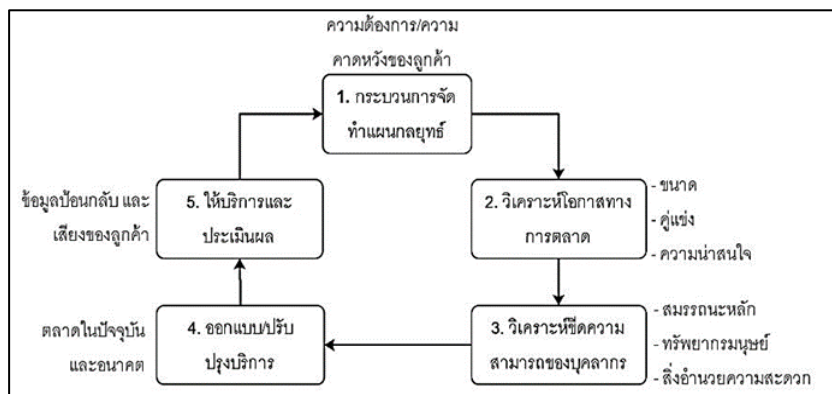 ความต้องการ/ความ
คาดหวังของลูกค้า
1. กระบวนการจัด
ทำแผนกลยุทธ์
2. วิเคราะห์โอกาสทาง
การตลาด
- ขนาด
- คู่แข่ง
- ความน่าสนใจ
3. วิเคราะห์ขีดความ
สามารถของบุคลากร
- สมรรถนะหลัก
- ทรัพยากรมนุษย์
- สิ่งอำนวยความสะดวก
4. ออกแบบ/ปรับ
ปรุงบริการ
ตลาดในปัจจุบัน
และอนาคต
5. ให้บริการและ
ประเมินผล
ข้อมูลป้อนกลับ และ
เสียงของลูกค้า